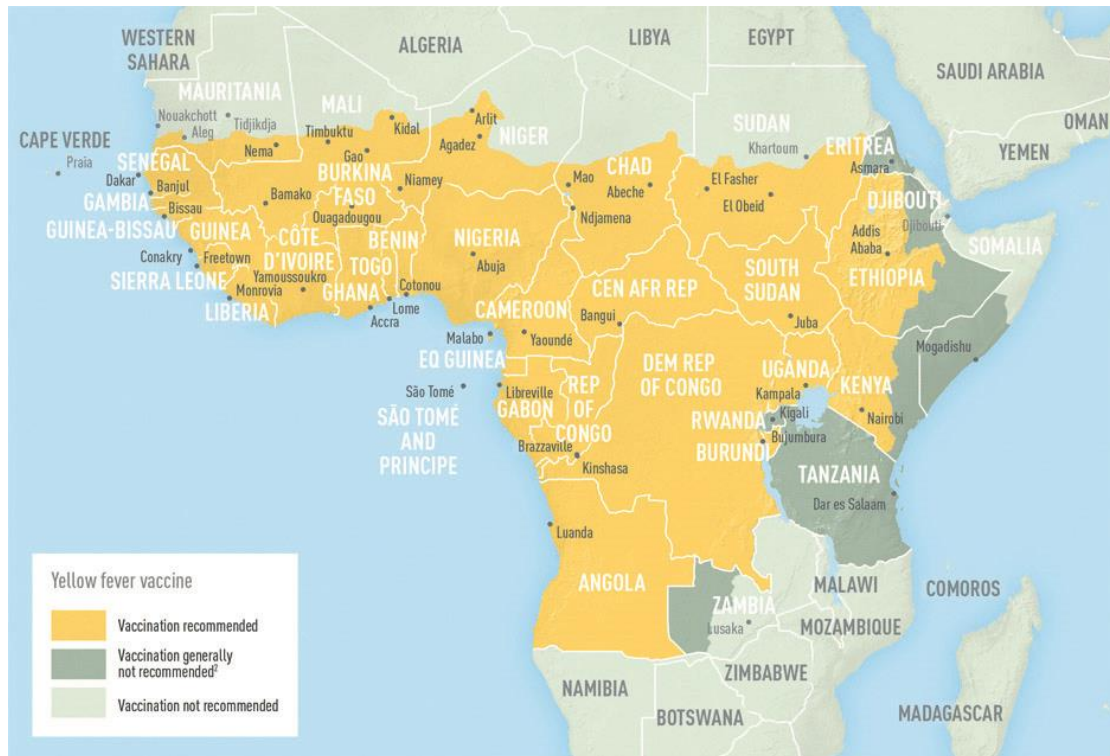 WESTERN
SAHARA
ALGERIA
LIBYA
EGYPT
SAUDI ARABIA
OMAN
YEMEN
MAURITANIA
Nouakchott
Aleg
Tidjikdja
MALI
Timbuktu
Kidal
Arlit
Agadez
NIGER
SUDAN
Khartoum
ERITREA
Asmara
CAPE VERDE
Praia
Nema
Gao
SENEGAL
Dakar
Banjul
BURKINA
FASO
Niamey
CHAD
Mao
Abeche
El Fasher
El Obeid
DJIBOUTI
Djibouti
GAMBIA
Bissau
Bamako
Ouagadougou
Ndjamena
SOMALIA
GUINEA-BISSAU
GUINEA
CÔTE
D'IVOIRE
BENIN
NIGERIA
Abuja
Addis
Ababa
ETHIOPIA
Conakry
Freetown
SIERRA LEONE
Yamoussoukro
Monrovia
TOGO
GHANA
Cotonou
Lome
Accra
LIBERIA
CAMEROON
CEN AFR REP
Bangui
SOUTH
SUDAN
Juba
Malabo
Yaoundé
EQ GUINEA
DEM REP
OF CONGO
UGANDA
Kampala
KENYA
Nairobi
Mogadishu
São Tomé
Libreville
GABON
REP
OF
CONGO
SÃO TOMÉ
AND
PRINCIPE
RWANDA
Kigali
Bujumbura
BURUNDI
Brazzaville
Kinshasa
TANZANIA
Dar es Salaam
Luanda
ANGOLA
ZAMBIA
Lusaka
MALAWI
COMOROS
MOZAMBIQUE
ZIMBABWE
NAMIBIA
BOTSWANA
MADAGASCAR
Yellow fever vaccine
Vaccination recommended
Vaccination generally
not recommended²
Vaccination not recommended